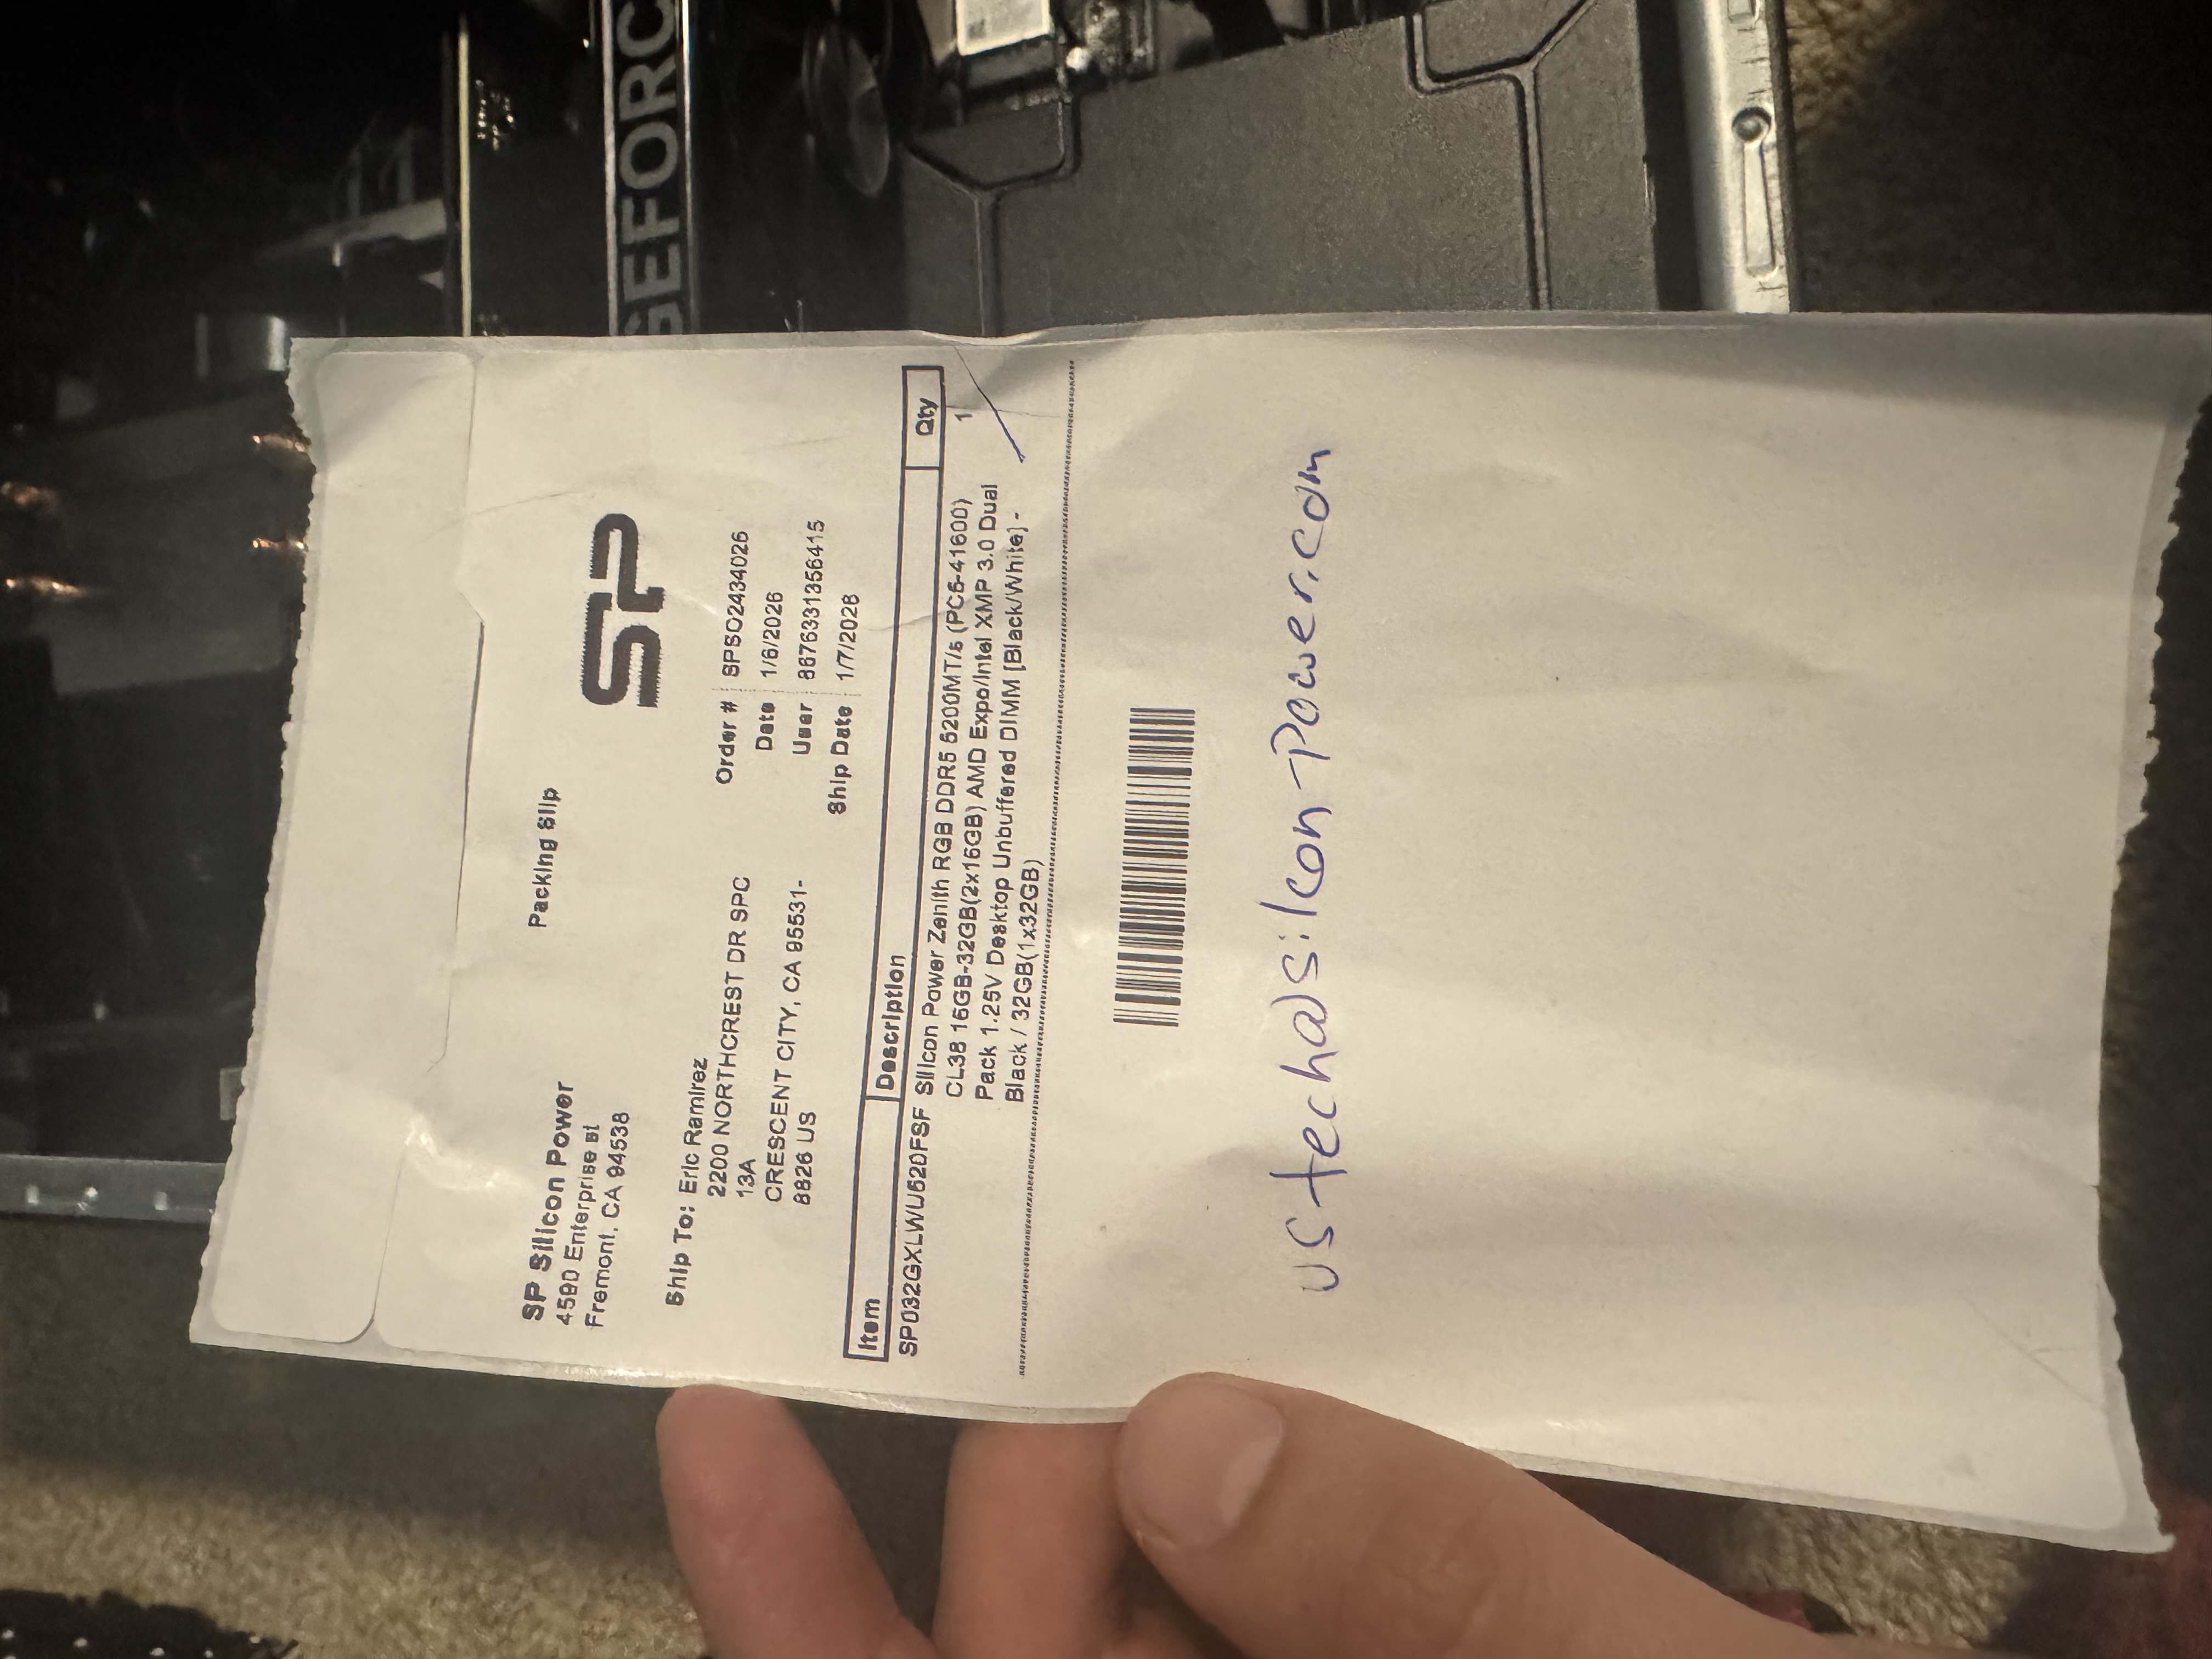 GEFORC
Packing Slip
SP Silicon Power
4590 Enterprise st
Fremont, CA 94538
SP
Ship To: Eric Ramirez
2200 NORTHCREST DR SPC
13A
CRESCENT CITY, CA 95531-
8826 US
Order # SPSO2434026
Date 1/6/2026
User 8676331356415
Ship Date 1/7/2026
Item Description Qty
SP032GXLWU520FSF Silicon Power Zenith RGB DDR5 5200MT/s (PC5-41600) 1
CL38 16GB-32GB(2x16GB) AMD Expo/Intel XMP 3.0 Dual
Pack 1.25V Desktop Unbuffered DIMM [Black/White] -
Black / 32GB(1x32GB)
ustech@silicon-power.com